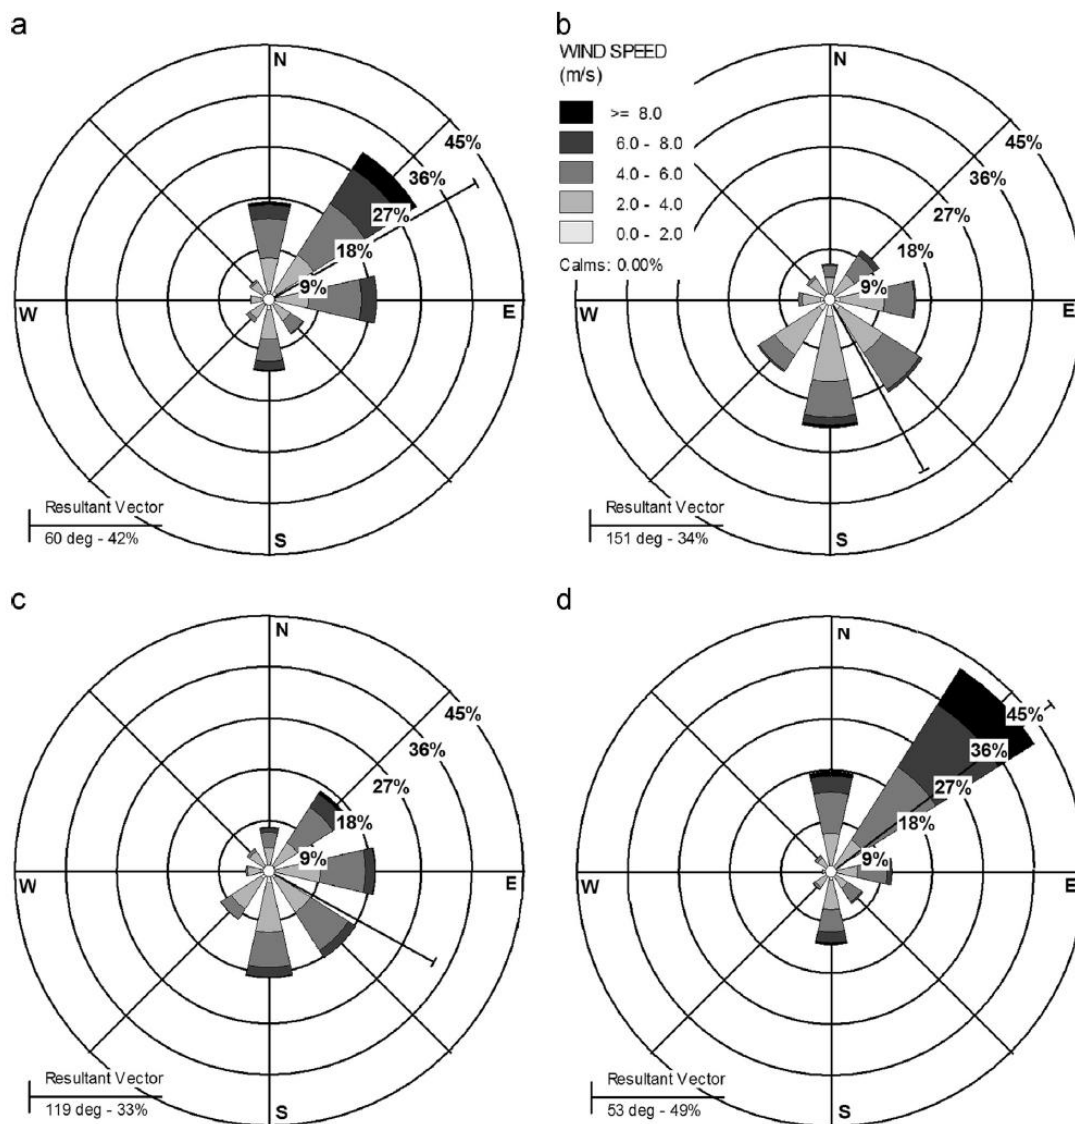 a
N
45%
36%
27%
18%
9%
W
E
S
Resultant Vector
60 deg - 42%
b
WIND SPEED
(m/s)
>= 8.0
6.0 - 8.0
4.0 - 6.0
2.0 - 4.0
0.0 - 2.0
Calms: 0.00%
N
45%
36%
27%
18%
9%
W
E
S
Resultant Vector
151 deg - 34%
c
N
45%
36%
27%
18%
9%
W
E
S
Resultant Vector
119 deg - 33%
d
N
45%
36%
27%
18%
9%
W
E
S
Resultant Vector
53 deg - 49%